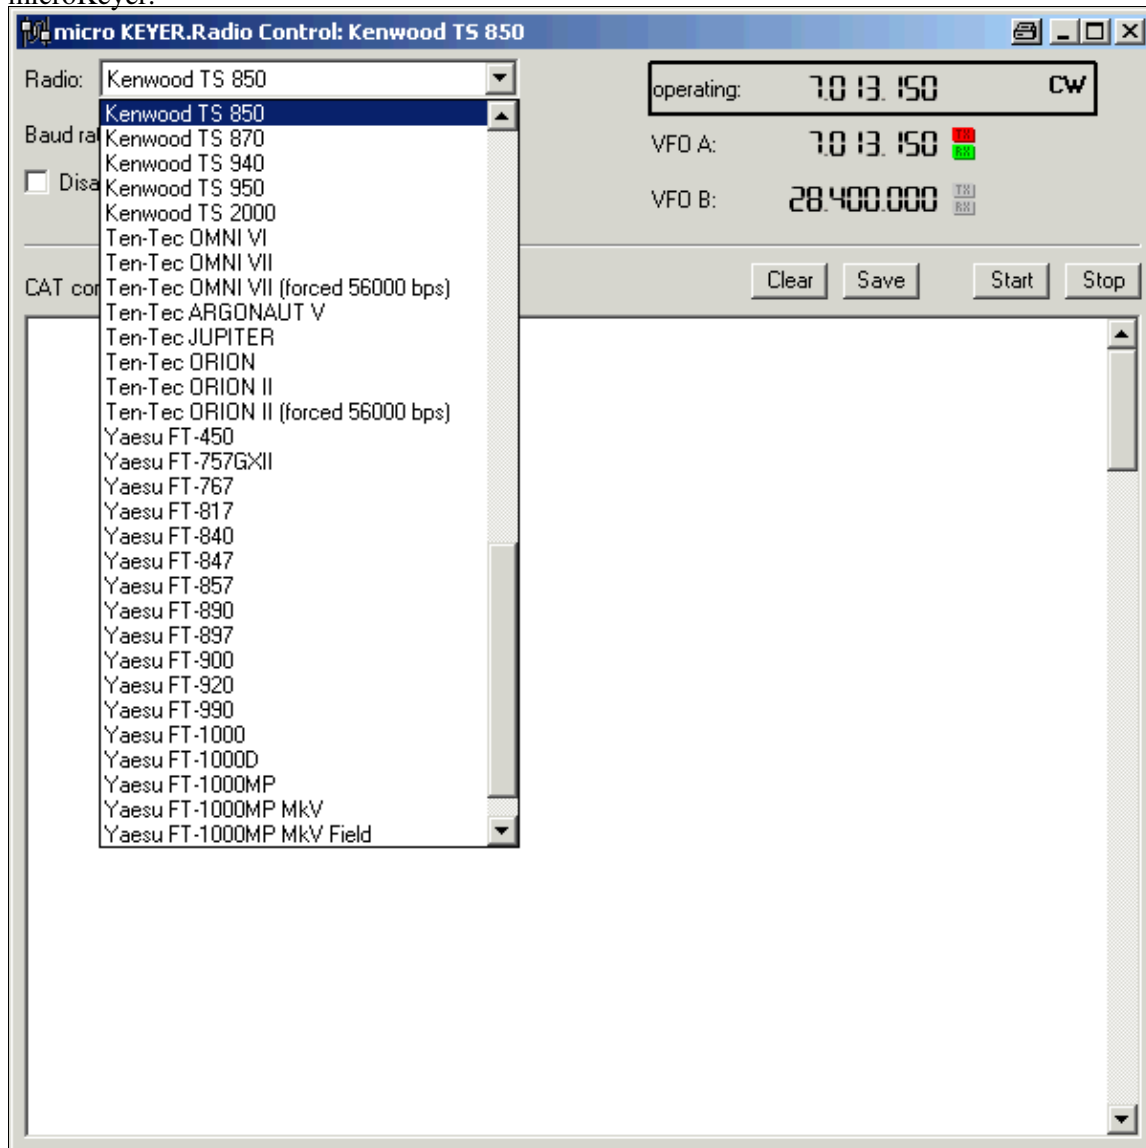 microKeyer.
micro KEYER.Radio Control: Kenwood TS 850
Radio: Kenwood TS 850
operating: 7.013.150 CW
Baud rat
VFO A: 7.013.150 TX RX
Disa
VFO B: 28.400.000 TX RX
CAT con
Clear Save Start Stop
Kenwood TS 850
Kenwood TS 870
Kenwood TS 940
Kenwood TS 950
Kenwood TS 2000
Ten-Tec OMNI VI
Ten-Tec OMNI VII
Ten-Tec OMNI VII (forced 56000 bps)
Ten-Tec ARGONAUT V
Ten-Tec JUPITER
Ten-Tec ORION
Ten-Tec ORION II
Ten-Tec ORION II (forced 56000 bps)
Yaesu FT-450
Yaesu FT-757GXII
Yaesu FT-767
Yaesu FT-817
Yaesu FT-840
Yaesu FT-847
Yaesu FT-857
Yaesu FT-890
Yaesu FT-897
Yaesu FT-900
Yaesu FT-920
Yaesu FT-990
Yaesu FT-1000
Yaesu FT-1000D
Yaesu FT-1000MP
Yaesu FT-1000MP MkV
Yaesu FT-1000MP MkV Field